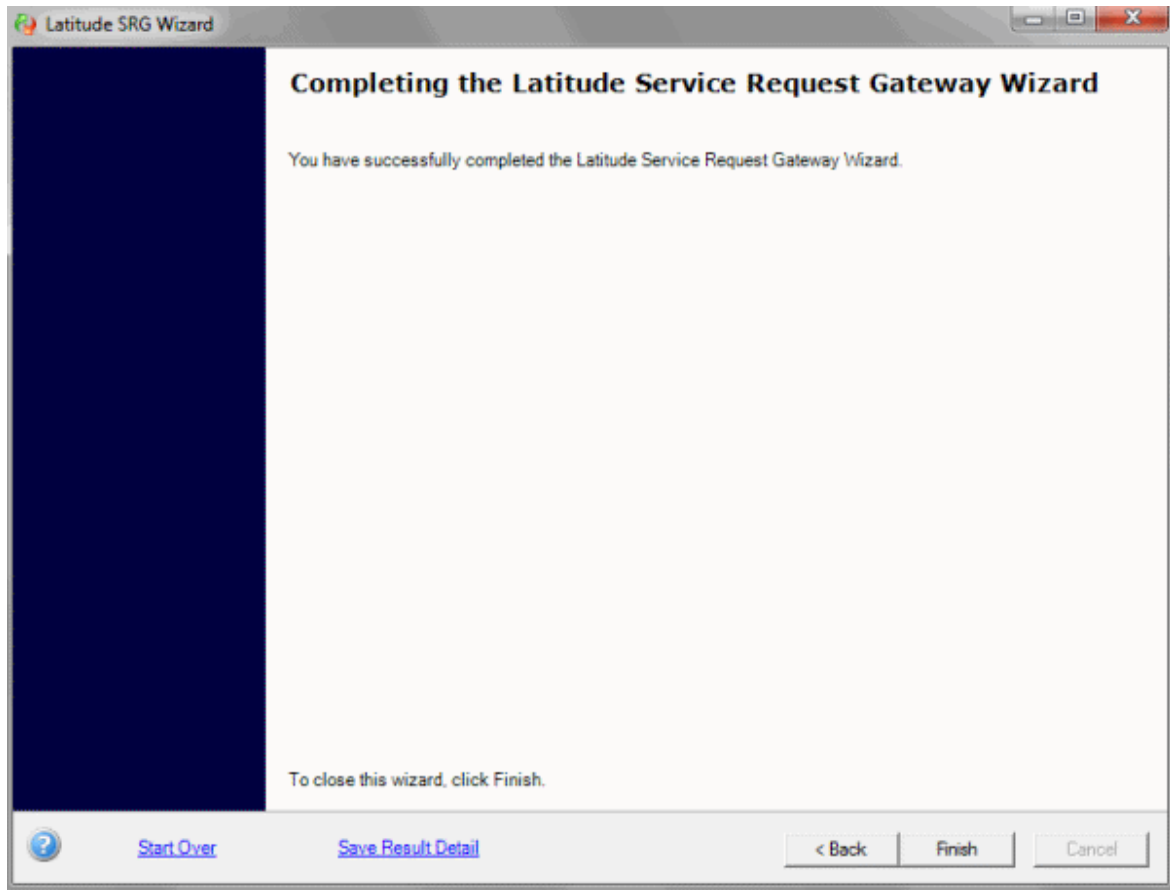 Latitude SRG Wizard
Completing the Latitude Service Request Gateway Wizard
You have successfully completed the Latitude Service Request Gateway Wizard.
To close this wizard, click Finish.
Start Over Save Result Detail < Back Finish Cancel